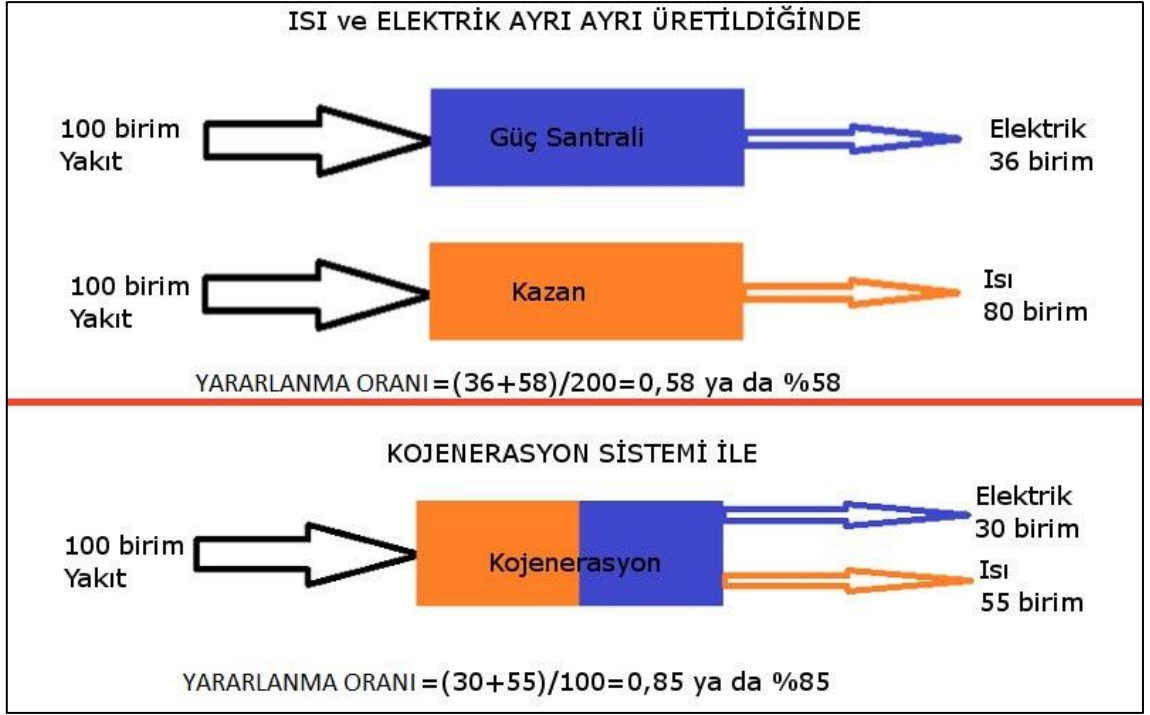 ISI ve ELEKTRİK AYRI AYRI ÜRETİLDİĞİNDE
100 birim
Yakıt
Güç Santrali
Elektrik
36 birim
100 birim
Yakıt
Kazan
Isı
80 birim
YARARLANMA ORANI =(36+58)/200=0,58 ya da %58
KOJENERASYON SİSTEMİ İLE
100 birim
Yakıt
Kojenerasyon
Elektrik
30 birim
Isı
55 birim
YARARLANMA ORANI =(30+55)/100=0,85 ya da %85